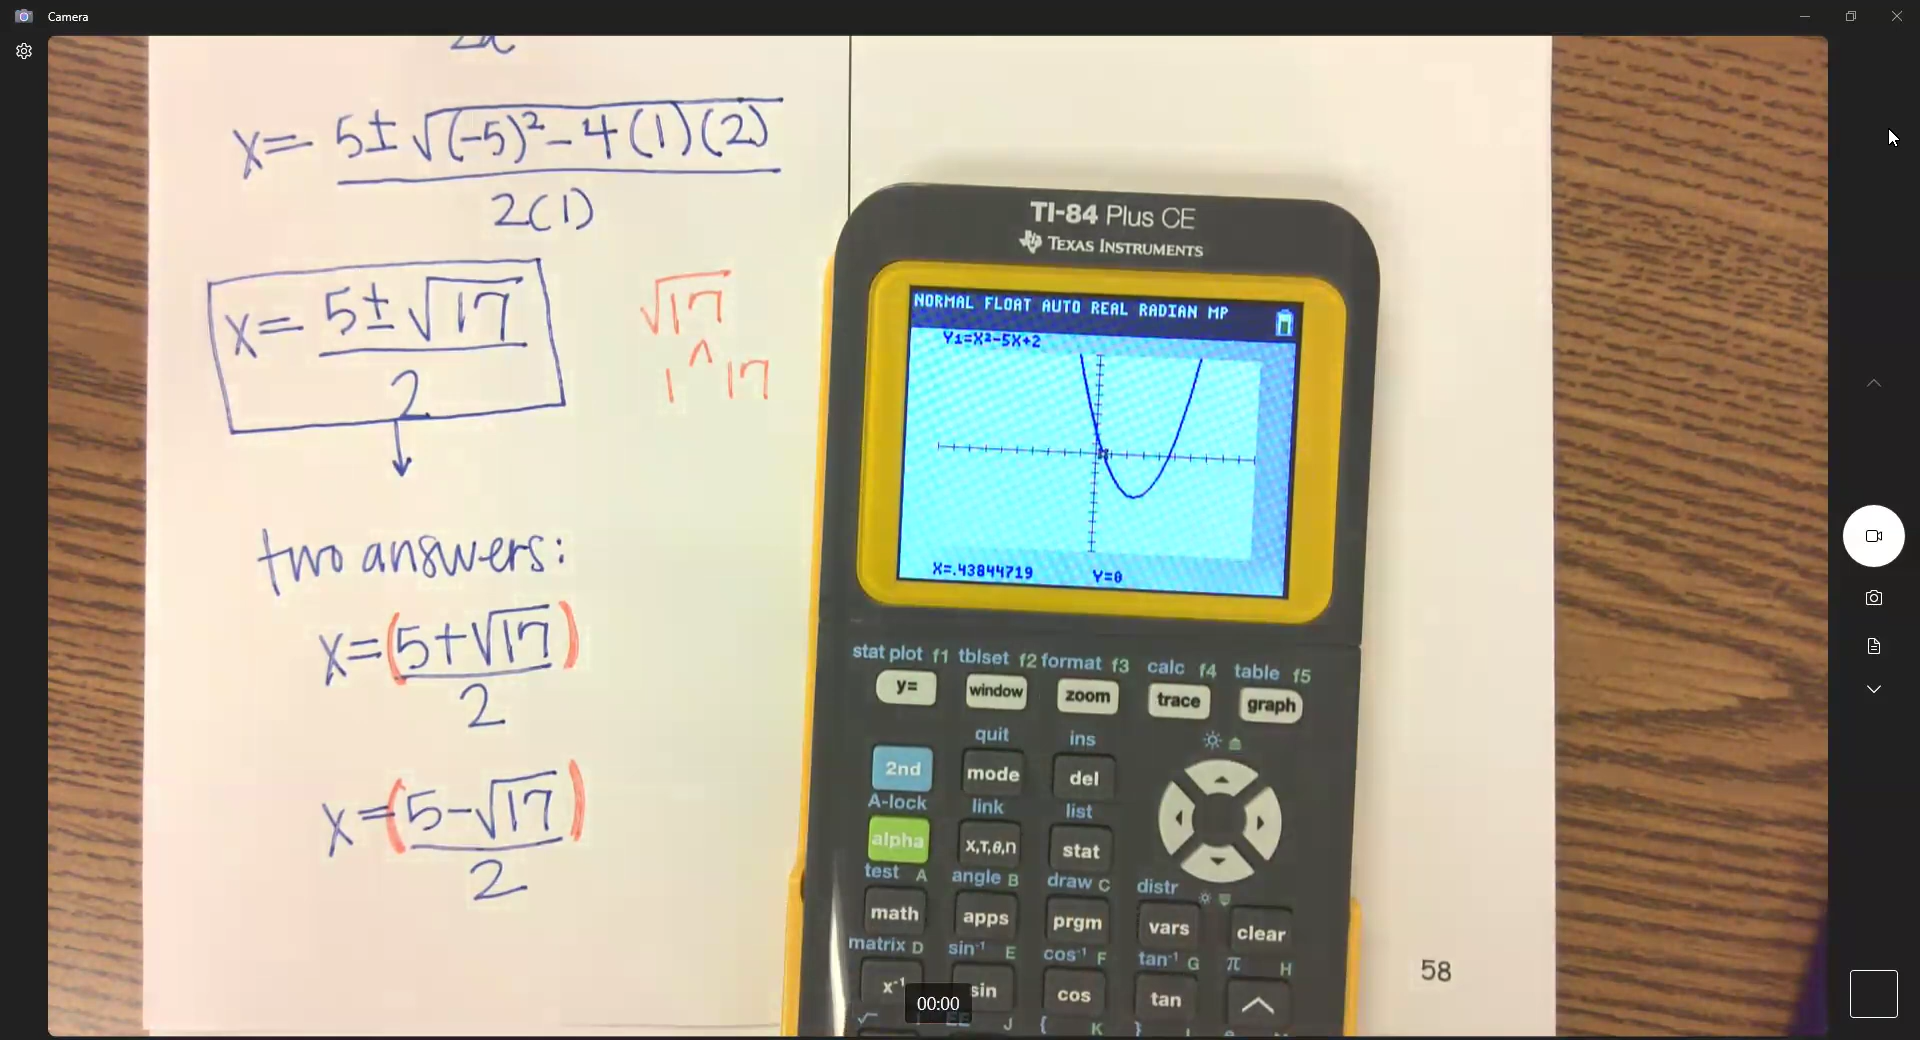 Camera
2a
x = 5 ± √(-5)² - 4(1)(2)
2(1)
x = 5 ± √17
2
√17
^
1 17
two answers:
x = (5 + √17)
2
x = (5 - √17)
2
TI-84 Plus CE
TEXAS INSTRUMENTS
NORMAL FLOAT AUTO REAL RADIAN MP
Y1=X²-5X+2
X=.43844719 Y=0
stat plot f1 tblset f2 format f3 calc f4 table f5
y= window zoom trace graph
quit ins
2nd mode del
A-lock link list
alpha X,T,θ,n stat
test A angle B draw C distr
math apps prgm vars clear
matrix D sin⁻¹ E cos⁻¹ F tan⁻¹ G π H
x⁻¹ sin cos tan ^
√ EE J { K }
58
00:00